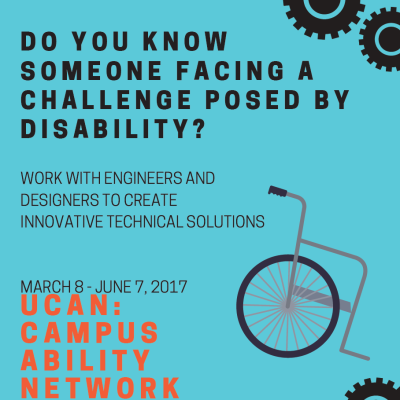 DO YOU KNOW
SOMEONE FACING A
CHALLENGE POSED BY
DISABILITY?
WORK WITH ENGINEERS AND
DESIGNERS TO CREATE
INNOVATIVE TECHNICAL SOLUTIONS
MARCH 8 - JUNE 7, 2017
UCAN:
CAMPUS
ABILITY
NETWORK